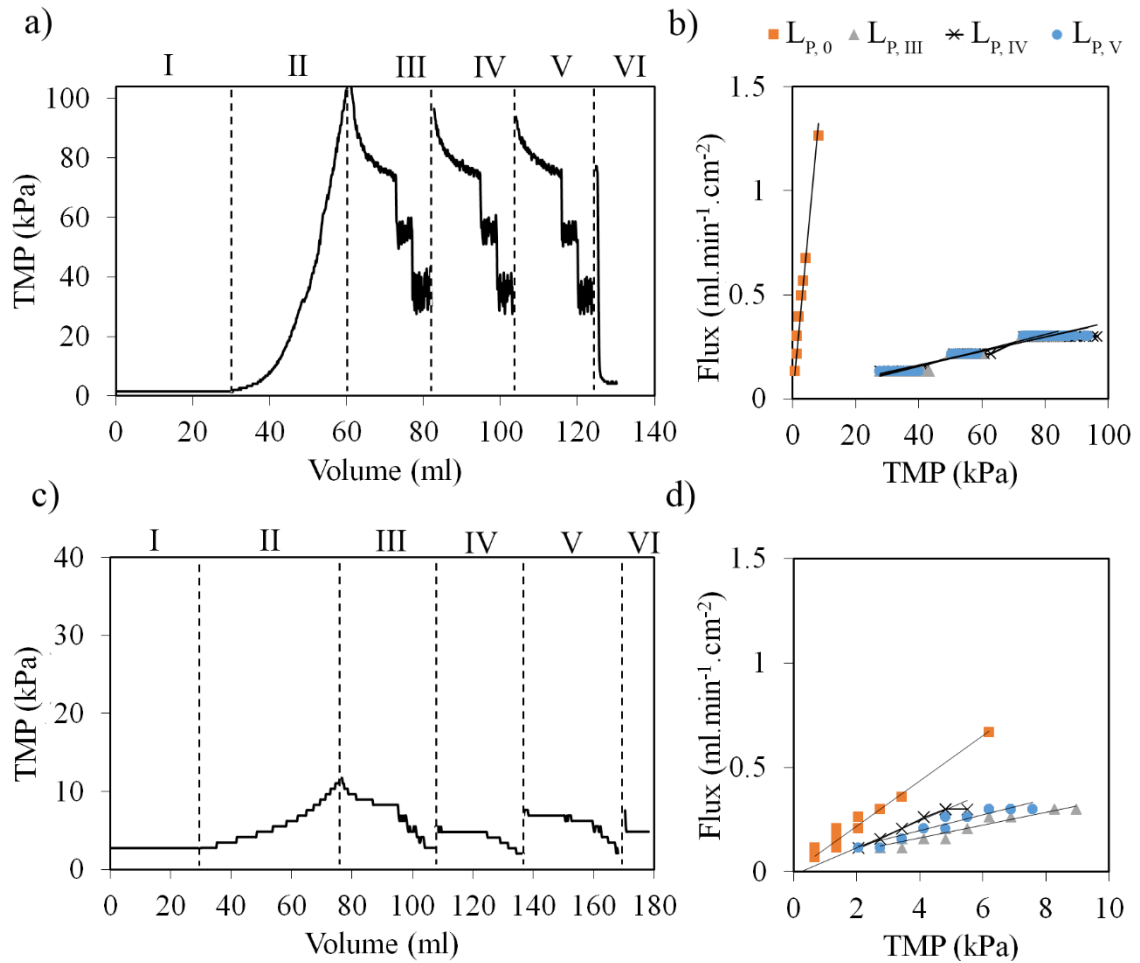 a)
I II III IV V VI
100
80
60
40
20
0
TMP (kPa)
0 20 40 60 80 100 120 140
Volume (ml)
b)
L_P, 0 L_P, III L_P, IV L_P, V
1.5
1
0.5
0
Flux (ml.min⁻¹.cm⁻²)
0 20 40 60 80 100
TMP (kPa)
c)
I II III IV V VI
40
30
20
10
0
TMP (kPa)
0 20 40 60 80 100 120 140 160 180
Volume (ml)
d)
1.5
1
0.5
0
Flux (ml.min⁻¹.cm⁻²)
0 2 4 6 8 10
TMP (kPa)